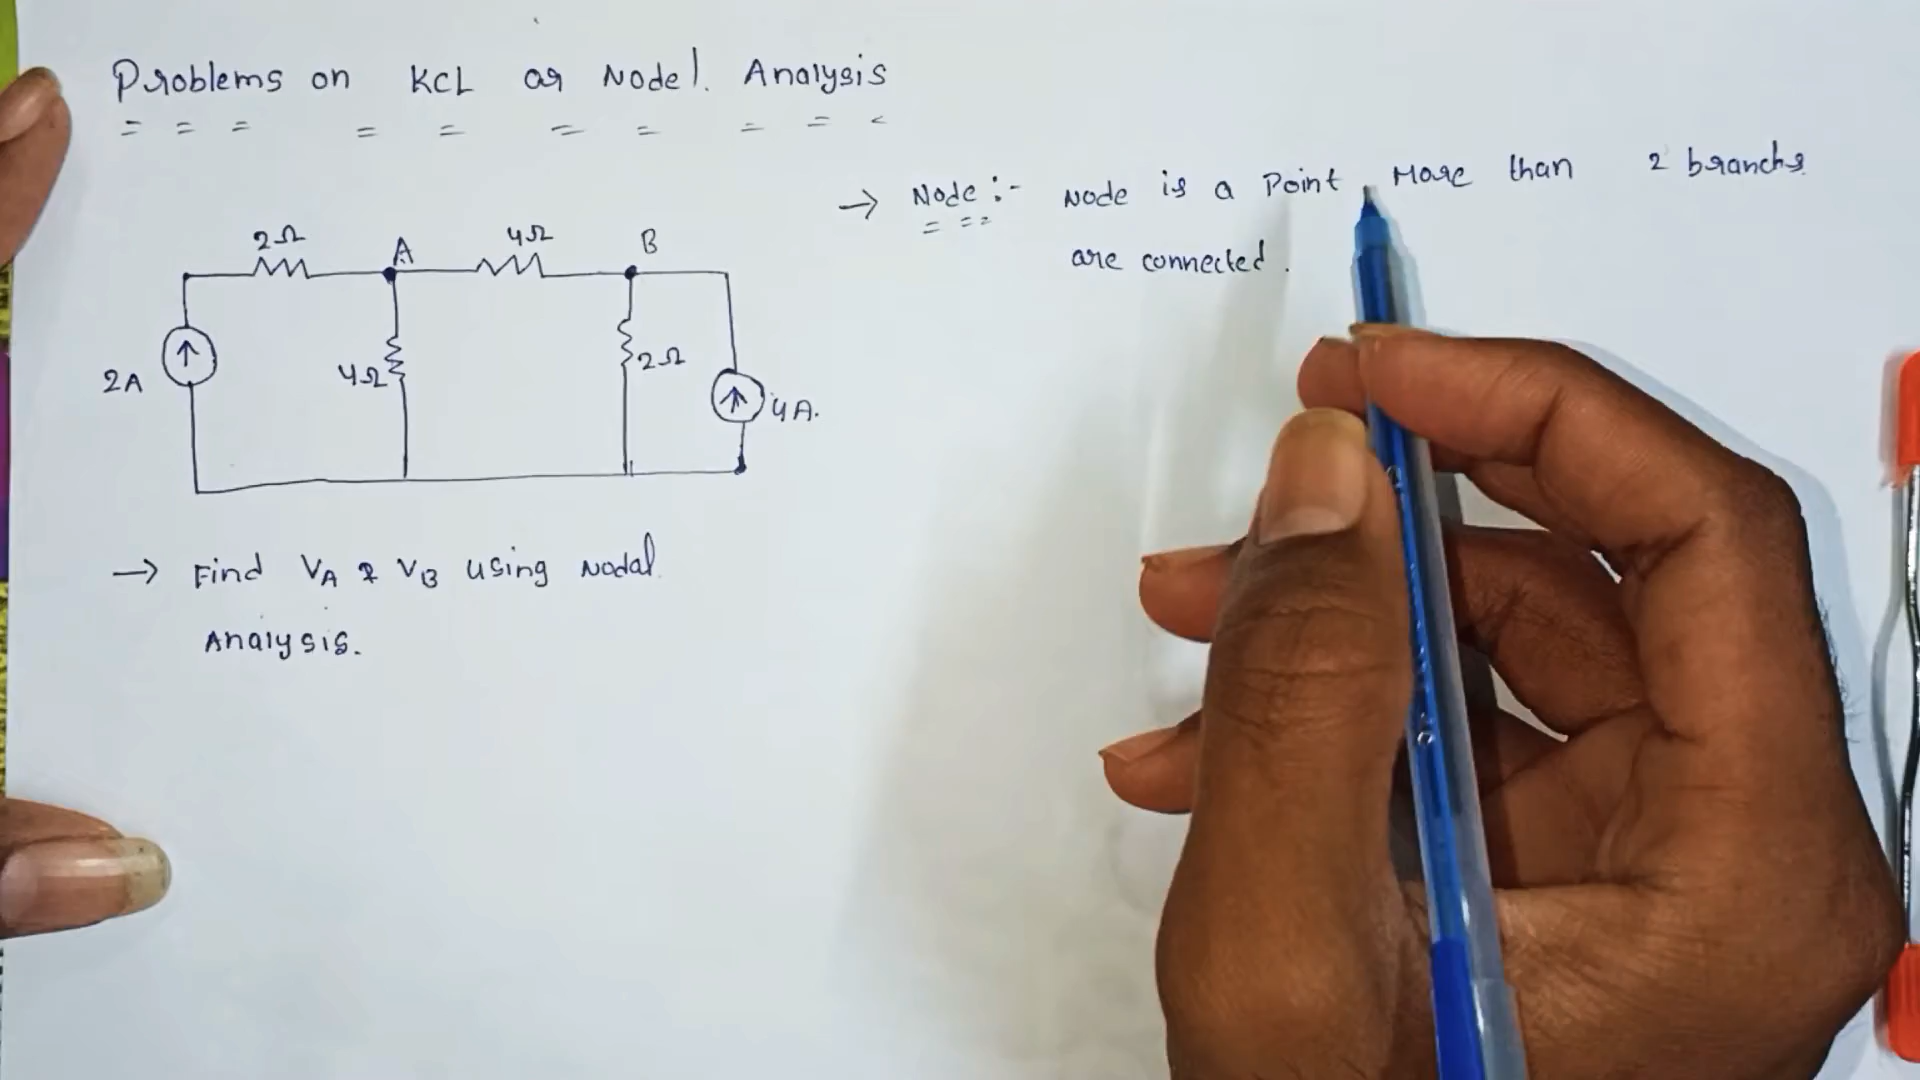 Problems on KCL or Nodel. Analysis
→ Node :- Node is a Point More than 2 branchs
are connected.
2Ω A 4Ω B
2A 4Ω 2Ω 4A.
→ Find VA & VB using Nodal
Analysis.